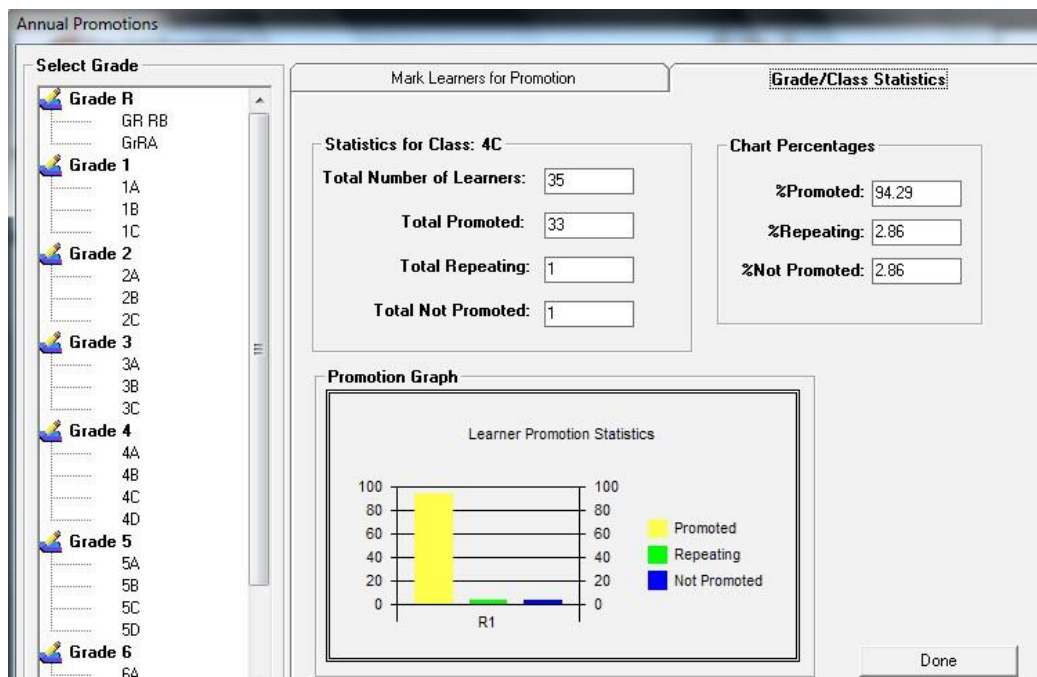 Annual Promotions
Select Grade
Grade R
GR RB
GrRA
Grade 1
1A
1B
1C
Grade 2
2A
2B
2C
Grade 3
3A
3B
3C
Grade 4
4A
4B
4C
4D
Grade 5
5A
5B
5C
5D
Grade 6
6A
Mark Learners for Promotion
Grade/Class Statistics
Statistics for Class: 4C
Total Number of Learners: 35
Total Promoted: 33
Total Repeating: 1
Total Not Promoted: 1
Chart Percentages
%Promoted: 94.29
%Repeating: 2.86
%Not Promoted: 2.86
Promotion Graph
Learner Promotion Statistics
100 100
80 80
60 60
40 40
20 20
0 0
R1
Promoted
Repeating
Not Promoted
Done